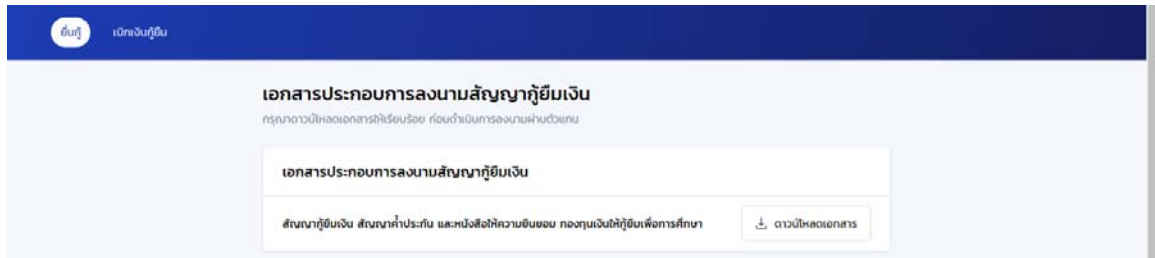 ยื่นกู้ เบิกเงินกู้ยืม
เอกสารประกอบการลงนามสัญญากู้ยืมเงิน
กรุณาดาวน์โหลดเอกสารให้เรียบร้อย ก่อนดำเนินการลงนามผ่านตัวแทน
เอกสารประกอบการลงนามสัญญากู้ยืมเงิน
สัญญากู้ยืมเงิน สัญญาค้ำประกัน และหนังสือให้ความยินยอม กองทุนเงินให้กู้ยืมเพื่อการศึกษา ดาวน์โหลดเอกสาร